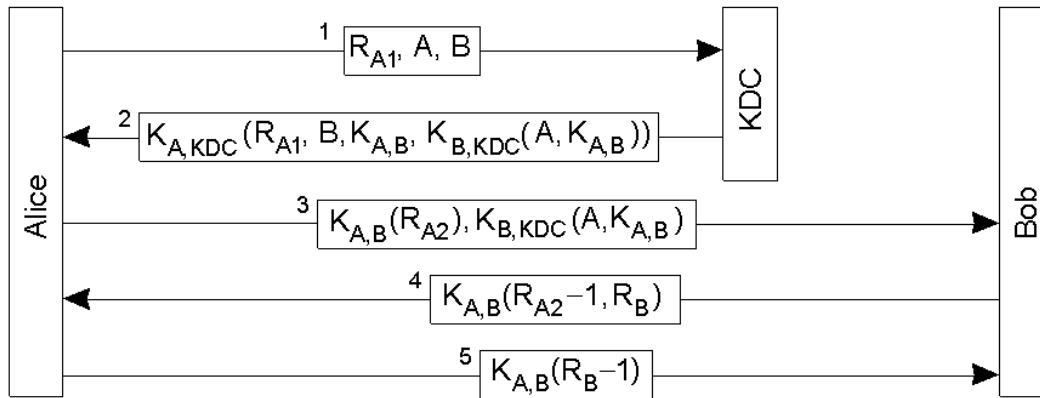 Alice
KDC
Bob
1
R_A1, A, B
2
K_A,KDC(R_A1, B, K_A,B, K_B,KDC(A, K_A,B))
3
K_A,B(R_A2), K_B,KDC(A, K_A,B)
4
K_A,B(R_A2−1, R_B)
5
K_A,B(R_B−1)